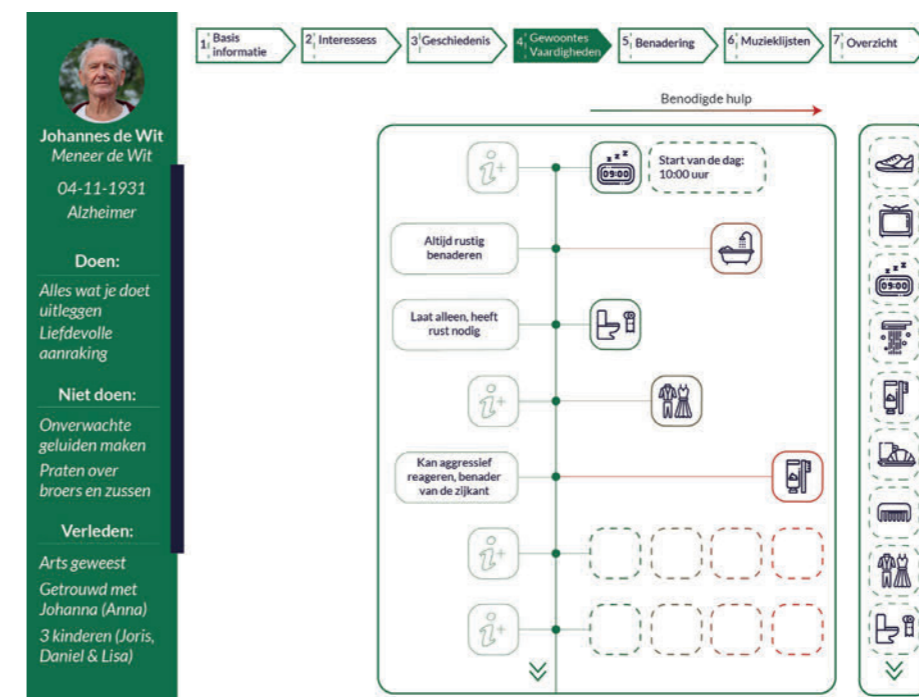 1 Basis
informatie
2 Interessess
3 Geschiedenis
4 Gewoontes
Vaardigheden
5 Benadering
6 Muzieklijsten
7 Overzicht
Johannes de Wit
Meneer de Wit
04-11-1931
Alzheimer
Doen:
Alles wat je doet
uitleggen
Liefdevolle
aanraking
Niet doen:
Onverwachte
geluiden maken
Praten over
broers en zussen
Verleden:
Arts geweest
Getrouwd met
Johanna (Anna)
3 kinderen (Joris,
Daniel & Lisa)
Benodigde hulp
i+
z z z
09:00
Start van de dag:
10:00 uur
Altijd rustig
benaderen
Laat alleen, heeft
rust nodig
i+
Kan aggressief
reageren, benader
van de zijkant
i+
i+
z z z
09:00